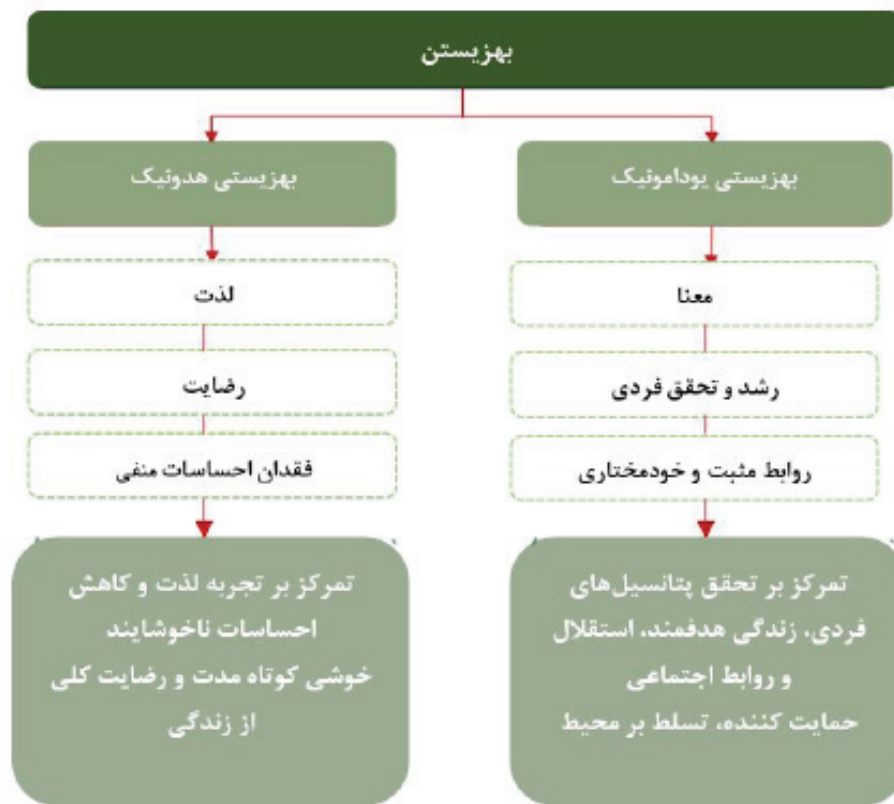 بهزیستن
بهزیستی یودامونیک
معنا
رشد و تحقق فردی
روابط مثبت و خودمختاری
تمرکز بر تحقق پتانسیل‌های
فردی، زندگی هدفمند، استقلال
و روابط اجتماعی
حمایت کننده، تسلط بر محیط
بهزیستی هدونیک
لذت
رضایت
فقدان احساسات منفی
تمرکز بر تجربه لذت و کاهش
احساسات ناخوشایند
خوشی کوتاه مدت و رضایت کلی
از زندگی